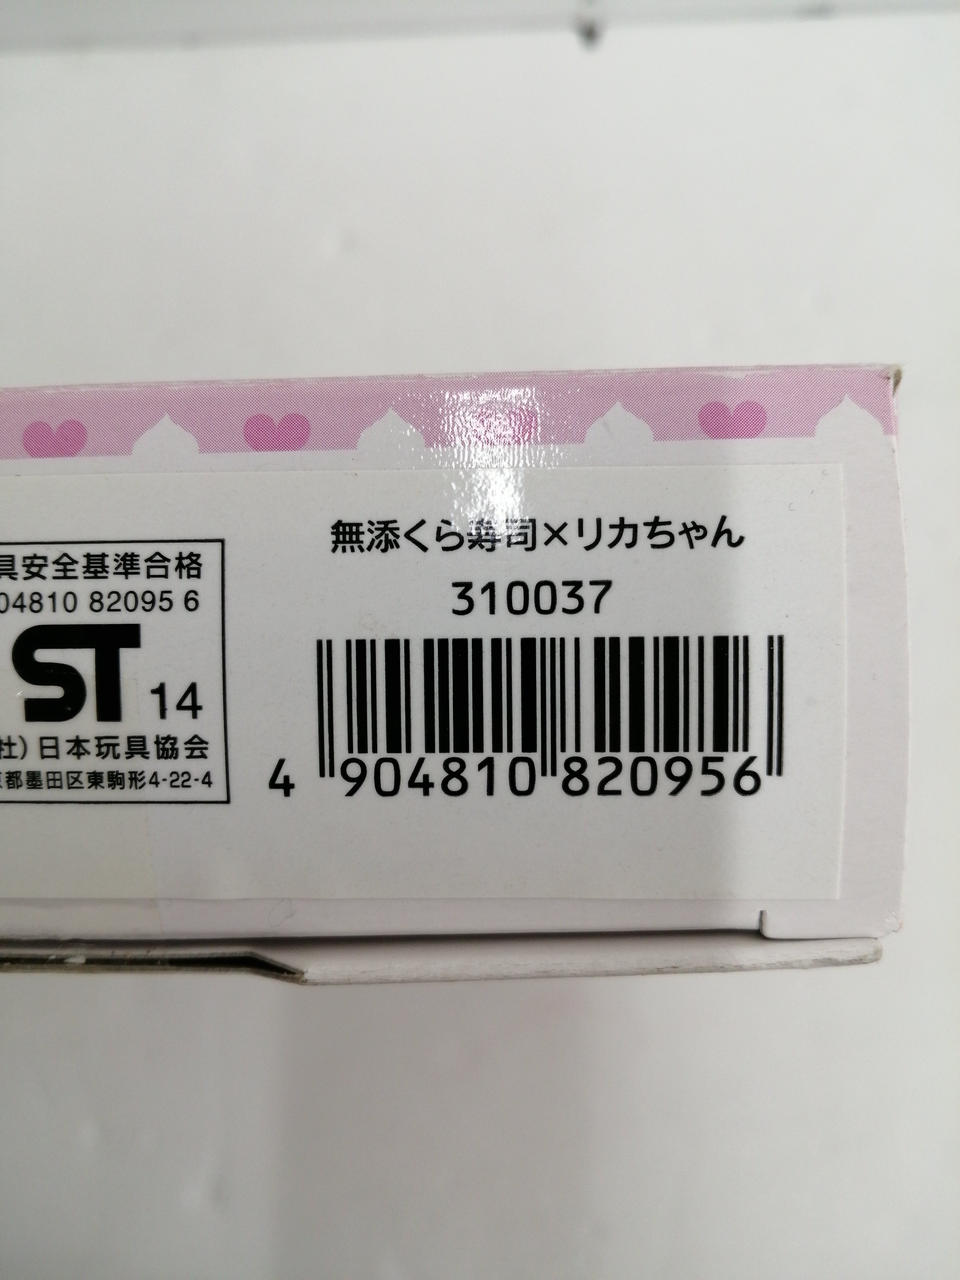 具安全基準合格
04810 82095 6
ST 14
社)日本玩具協会
都墨田区東駒形4-22-4
無添くら寿司×リカちゃん
310037
4 904810 820956